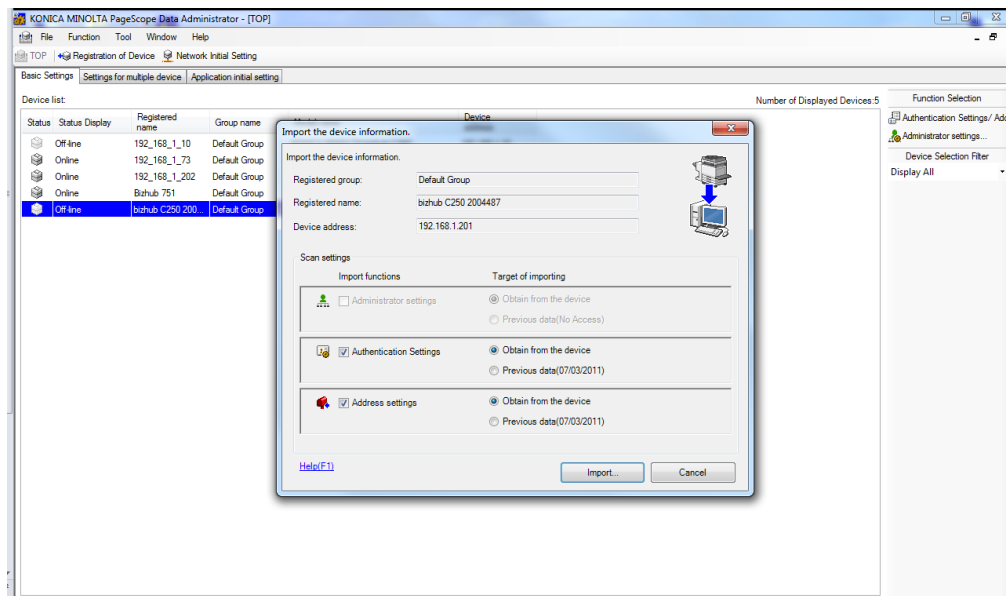 KONICA MINOLTA PageScope Data Administrator - [TOP]
File Function Tool Window Help
TOP Registration of Device Network Initial Setting
Basic Settings Settings for multiple device Application initial setting
Device list: Number of Displayed Devices:5
Status Status Display Registered name Group name Device
Off-line 192_168_1_10 Default Group
Online 192_168_1_73 Default Group
Online 192_168_1_202 Default Group
Online Bizhub 751 Default Group
Off-line bizhub C250 200... Default Group
Import the device information.
Import the device information.
Registered group: Default Group
Registered name: bizhub C250 2004487
Device address: 192.168.1.201
Scan settings
Import functions Target of importing
Administrator settings Obtain from the device
Previous data(No Access)
Authentication Settings Obtain from the device
Previous data(07/03/2011)
Address settings Obtain from the device
Previous data(07/03/2011)
Help(F1) Import... Cancel
Function Selection
Authentication Settings/ Add
Administrator settings...
Device Selection Filter
Display All